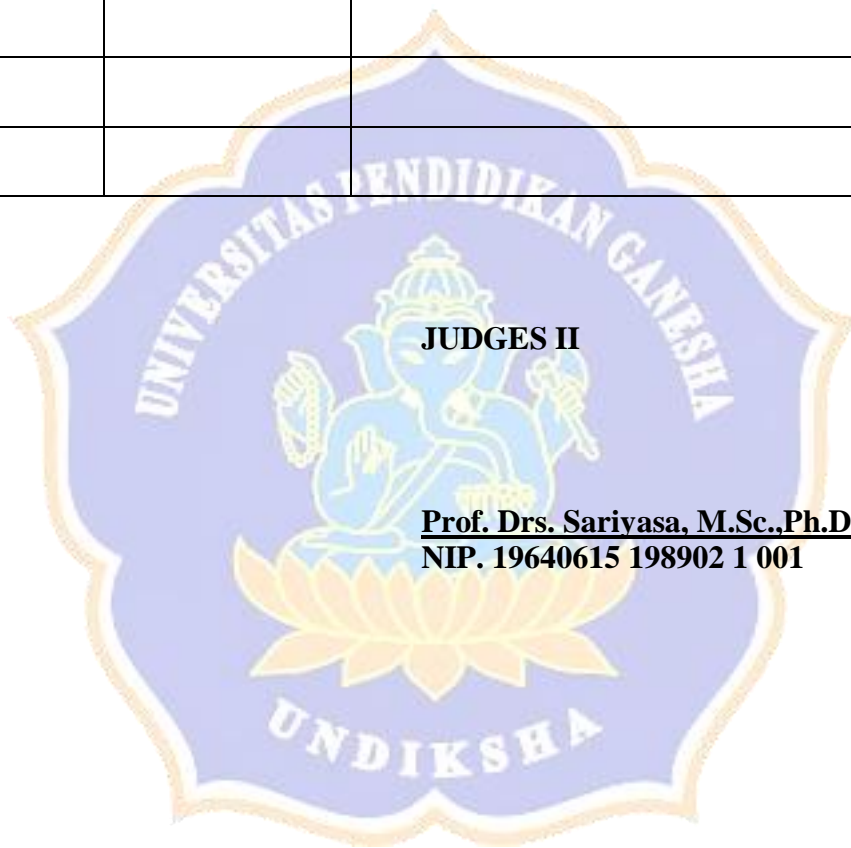 UNIVERSITAS PENDIDIKAN GANESHA
JUDGES II
Prof. Drs. Sariyasa, M.Sc.,Ph.D
NIP. 19640615 198902 1 001
UNDIKSHA